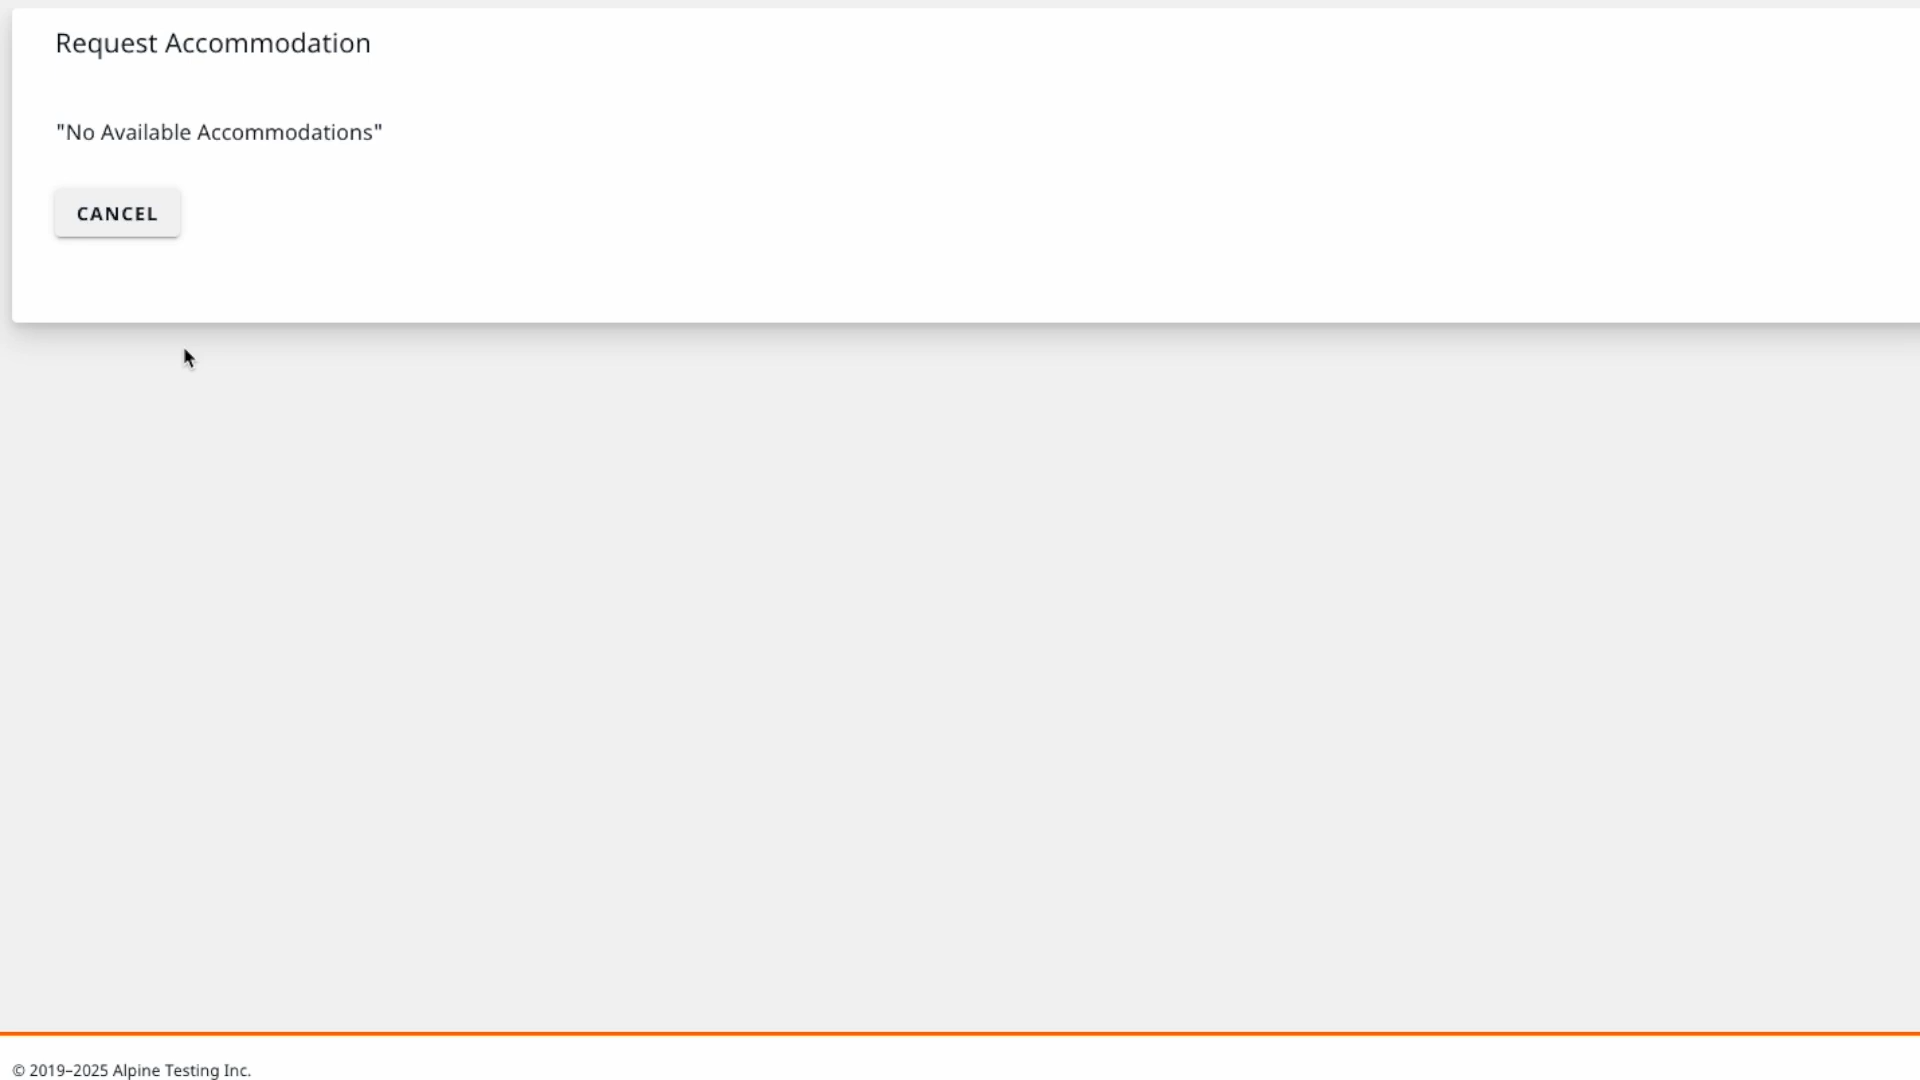 Request Accommodation
"No Available Accommodations"
CANCEL
© 2019–2025 Alpine Testing Inc.